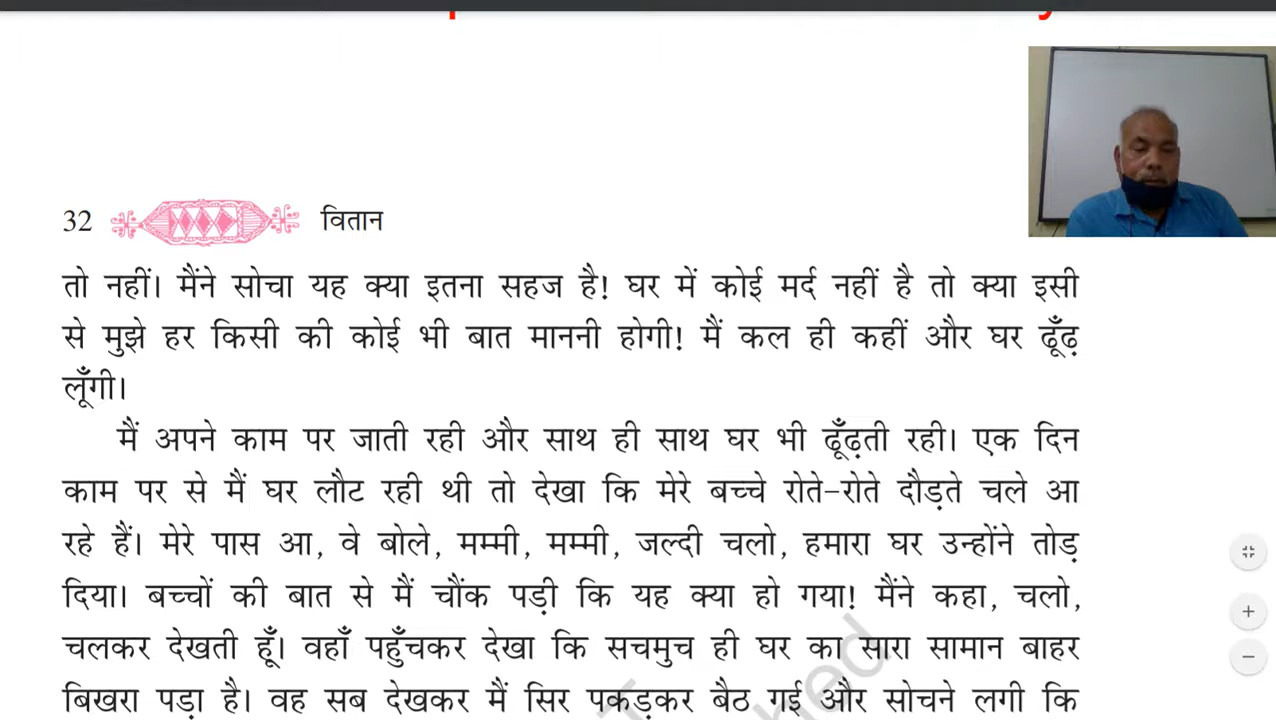 32 वितान
तो नहीं। मैंने सोचा यह क्या इतना सहज है! घर में कोई मर्द नहीं है तो क्या इसी
से मुझे हर किसी की कोई भी बात माननी होगी! मैं कल ही कहीं और घर ढूँढ़
लूँगी।
मैं अपने काम पर जाती रही और साथ ही साथ घर भी ढूँढ़ती रही। एक दिन
काम पर से मैं घर लौट रही थी तो देखा कि मेरे बच्चे रोते-रोते दौड़ते चले आ
रहे हैं। मेरे पास आ, वे बोले, मम्मी, मम्मी, जल्दी चलो, हमारा घर उन्होंने तोड़
दिया। बच्चों की बात से मैं चौंक पड़ी कि यह क्या हो गया! मैंने कहा, चलो,
चलकर देखती हूँ। वहाँ पहुँचकर देखा कि सचमुच ही घर का सारा सामान बाहर
बिखरा पड़ा है। वह सब देखकर मैं सिर पकड़कर बैठ गई और सोचने लगी कि